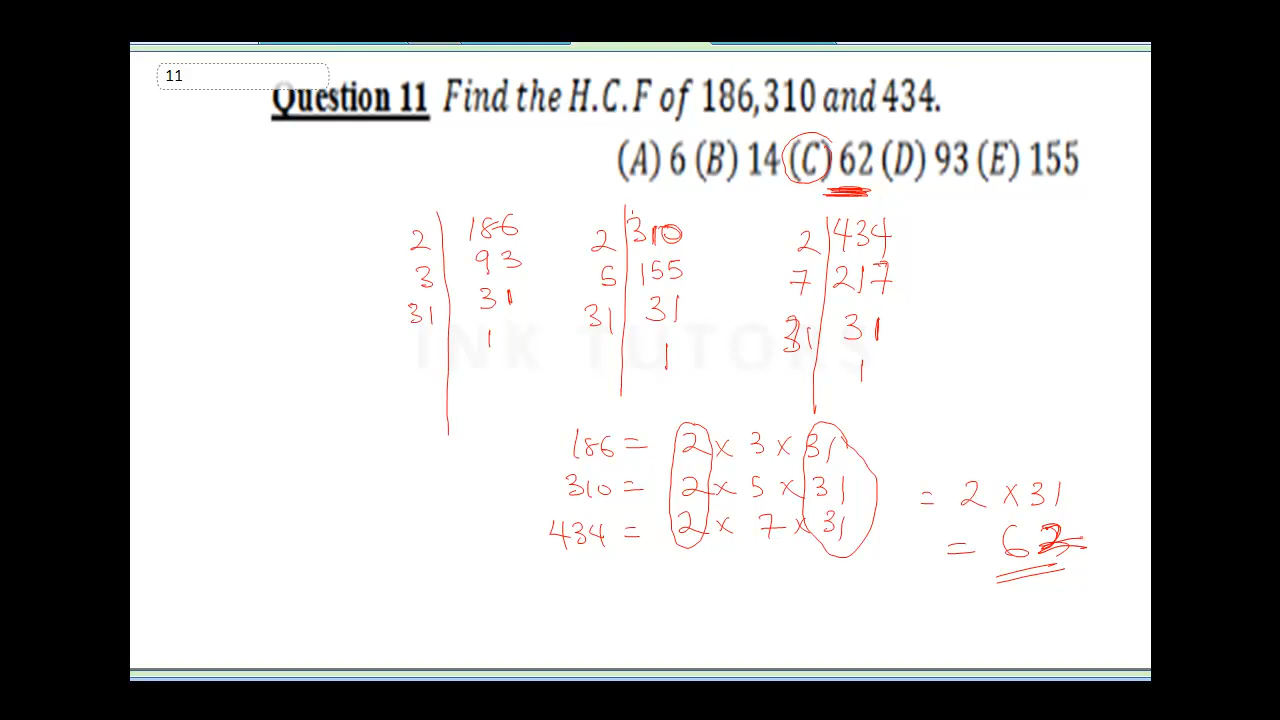 11
Question 11 Find the H.C.F of 186,310 and 434.
(A) 6 (B) 14 (C) 62 (D) 93 (E) 155
2 186 2 310 2 434
3 93 5 155 7 217
31 31 31 31 31 31
1 1 1
INK TUTORS
186 = 2 x 3 x 31
310 = 2 x 5 x 31 = 2 x 31
434 = 2 x 7 x 31 = 62